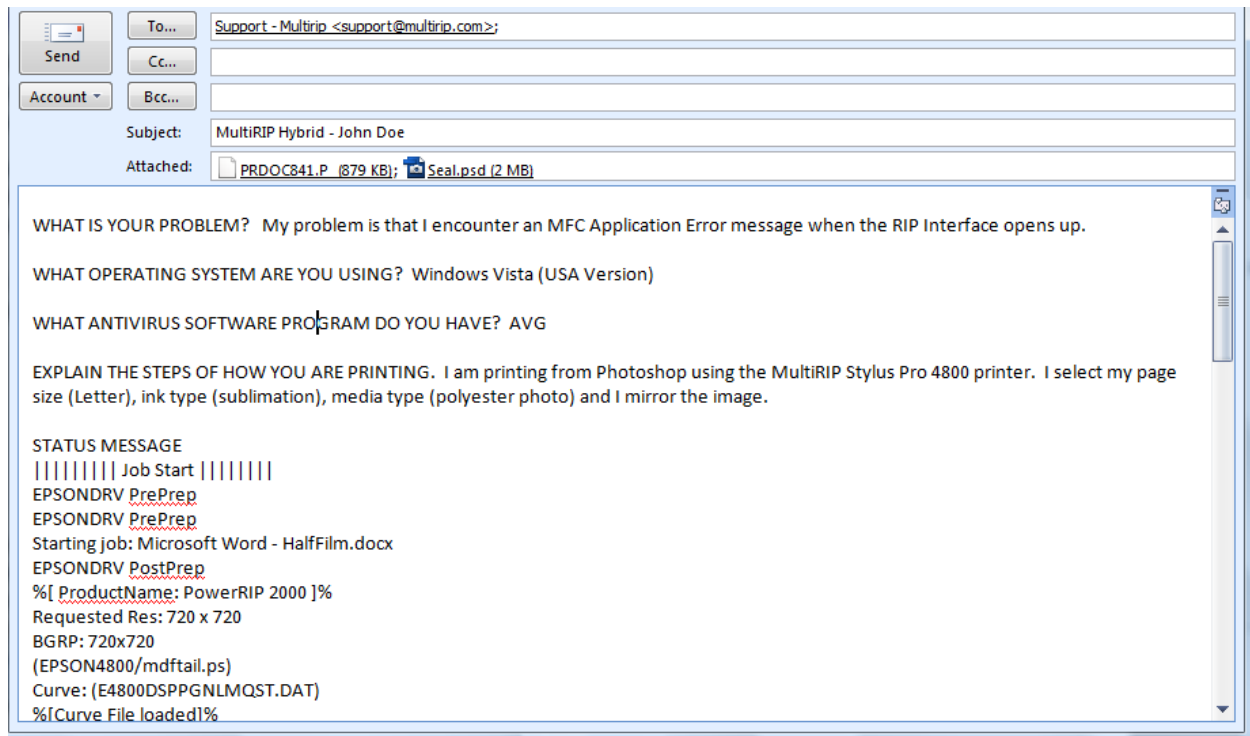 To...
Support - Multirip <support@multirip.com>;
Send
Cc...
Account
Bcc...
Subject:
MultiRIP Hybrid - John Doe
Attached:
PRDOC841.P (879 KB); Seal.psd (2 MB)
WHAT IS YOUR PROBLEM? My problem is that I encounter an MFC Application Error message when the RIP Interface opens up.
WHAT OPERATING SYSTEM ARE YOU USING? Windows Vista (USA Version)
WHAT ANTIVIRUS SOFTWARE PROGRAM DO YOU HAVE? AVG
EXPLAIN THE STEPS OF HOW YOU ARE PRINTING. I am printing from Photoshop using the MultiRIP Stylus Pro 4800 printer. I select my page
size (Letter), ink type (sublimation), media type (polyester photo) and I mirror the image.
STATUS MESSAGE
||||||||| Job Start ||||||||
EPSONDRV PrePrep
EPSONDRV PrePrep
Starting job: Microsoft Word - HalfFilm.docx
EPSONDRV PostPrep
%[ ProductName: PowerRIP 2000 ]%
Requested Res: 720 x 720
BGRP: 720x720
(EPSON4800/mdftail.ps)
Curve: (E4800DSPPGNLMQST.DAT)
%[Curve File loaded]%